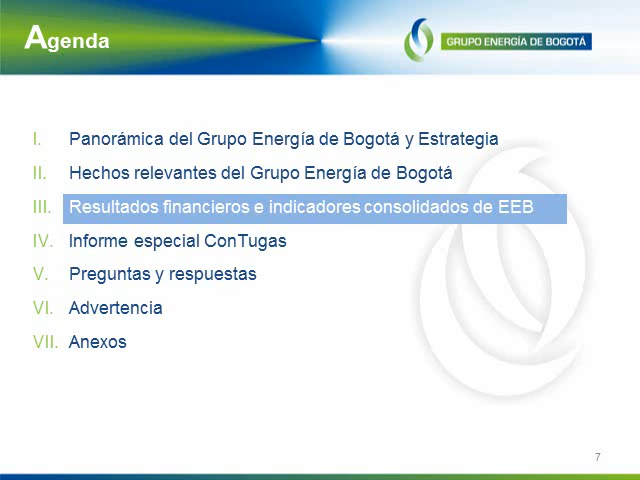 Agenda
GRUPO ENERGÍA DE BOGOTÁ
I. Panorámica del Grupo Energía de Bogotá y Estrategia
II. Hechos relevantes del Grupo Energía de Bogotá
III. Resultados financieros e indicadores consolidados de EEB
IV. Informe especial ConTugas
V. Preguntas y respuestas
VI. Advertencia
VII. Anexos
7